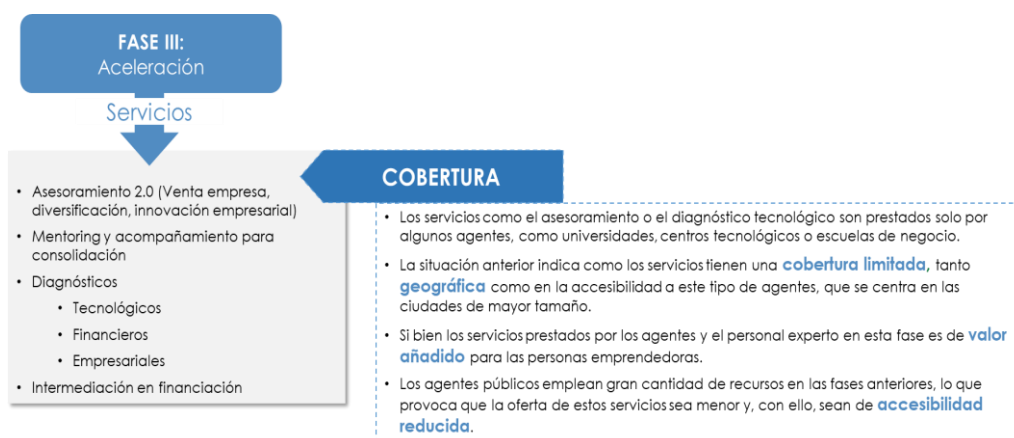 FASE III:
Aceleración
Servicios
• Asesoramiento 2.0 (Venta empresa,
diversificación, innovación empresarial)
• Mentoring y acompañamiento para
consolidación
• Diagnósticos
• Tecnológicos
• Financieros
• Empresariales
• Intermediación en financiación
COBERTURA
• Los servicios como el asesoramiento o el diagnóstico tecnológico son prestados solo por
algunos agentes, como universidades, centros tecnológicos o escuelas de negocio.
• La situación anterior indica como los servicios tienen una cobertura limitada, tanto
geográfica como en la accesibilidad a este tipo de agentes, que se centra en las
ciudades de mayor tamaño.
• Si bien los servicios prestados por los agentes y el personal experto en esta fase es de valor
añadido para las personas emprendedoras.
• Los agentes públicos emplean gran cantidad de recursos en las fases anteriores, lo que
provoca que la oferta de estos servicios sea menor y, con ello, sean de accesibilidad
reducida.